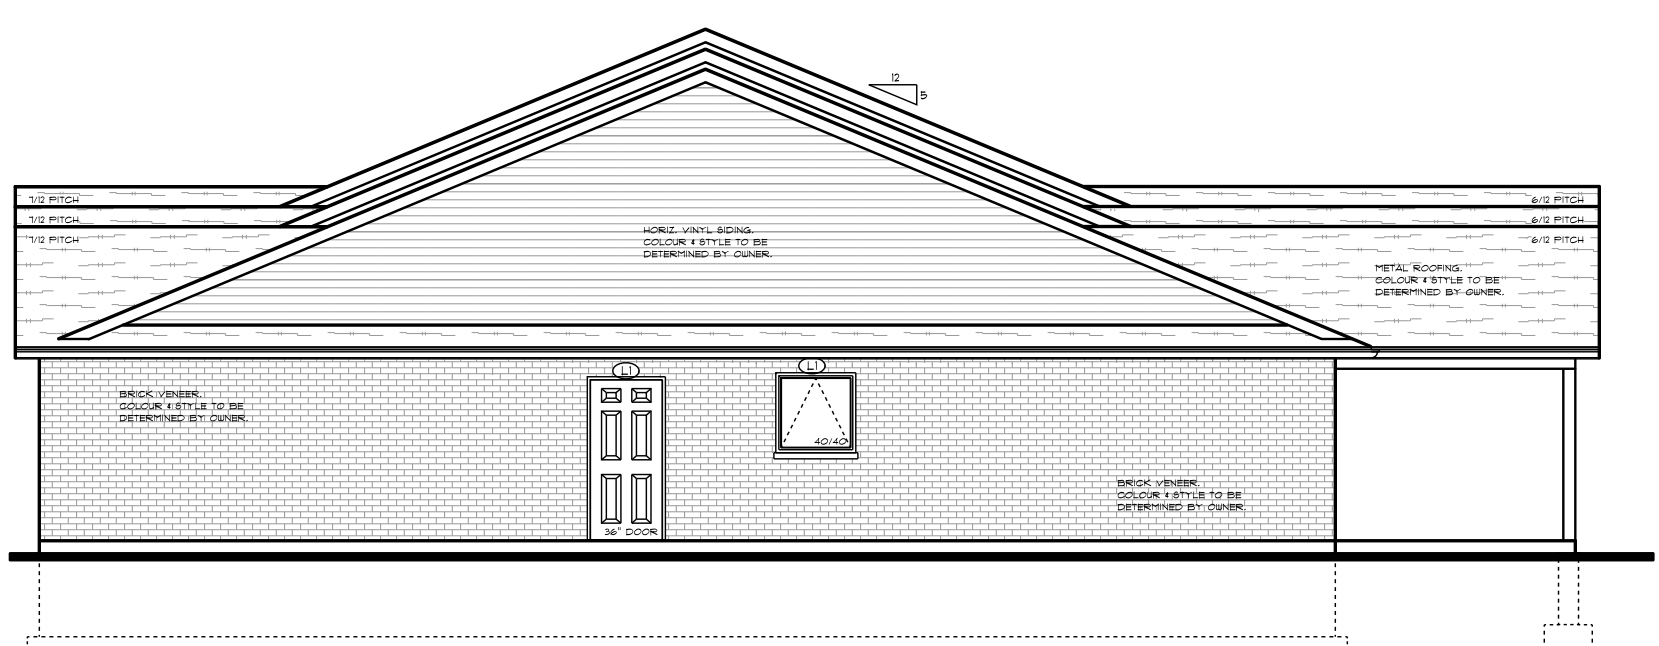 12
5
7/12 PITCH
7/12 PITCH
7/12 PITCH
6/12 PITCH
6/12 PITCH
6/12 PITCH
HORIZ. VINYL SIDING.
COLOUR & STYLE TO BE
DETERMINED BY OWNER.
METAL ROOFING.
COLOUR & STYLE TO BE
DETERMINED BY OWNER.
L1
L1
BRICK VENEER.
COLOUR & STYLE TO BE
DETERMINED BY OWNER.
40/40
BRICK VENEER.
COLOUR & STYLE TO BE
DETERMINED BY OWNER.
36" DOOR